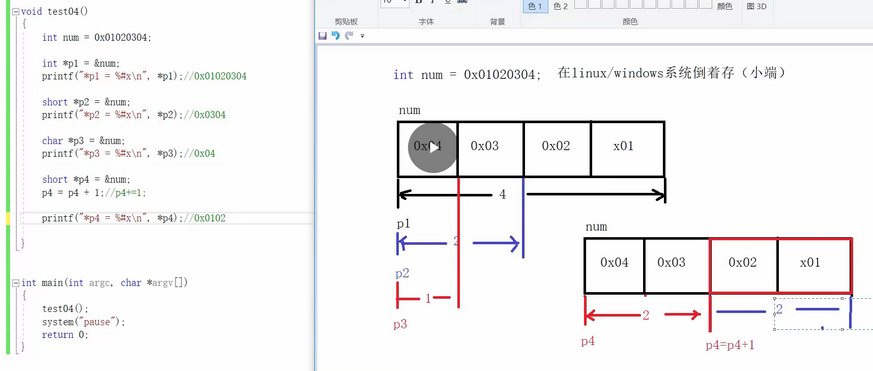 void test04()
{
int num = 0x01020304;
int *p1 = &num;
printf("*p1 = %#x\n", *p1);//0x01020304
short *p2 = &num;
printf("*p2 = %#x\n", *p2);//0x0304
char *p3 = &num;
printf("*p3 = %#x\n", *p3);//0x04
short *p4 = &num;
p4 = p4 + 1;//p4+=1;
printf("*p4 = %#x\n", *p4);//0x0102
}
int main(int argc, char *argv[])
{
test04();
system("pause");
return 0;
}
剪贴板
字体
背景
色 1
色 2
颜色
颜色
图 3D
int num = 0x01020304; 在linux/windows系统倒着存（小端）
num
0x04 0x03 0x02 x01
4
p1
2
p2
1
p3
num
0x04 0x03 0x02 x01
2 2
p4
p4=p4+1